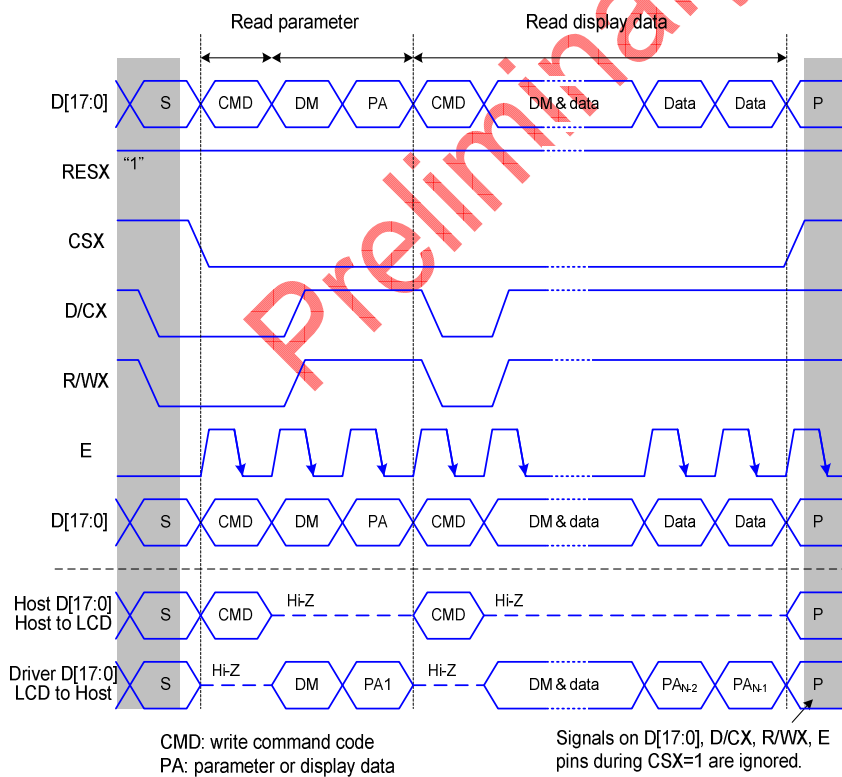 Read parameter Read display data
D[17:0] S CMD DM PA CMD DM & data Data Data P
RESX "1"
CSX
D/CX
R/WX
E
D[17:0] S CMD DM PA CMD DM & data Data Data P
Host D[17:0]
Host to LCD
S CMD Hi-Z CMD Hi-Z P
Driver D[17:0]
LCD to Host
S Hi-Z DM PA1 Hi-Z DM & data PAN-2 PAN-1 P
CMD: write command code
PA: parameter or display data
Signals on D[17:0], D/CX, R/WX, E
pins during CSX=1 are ignored.
Preliminary